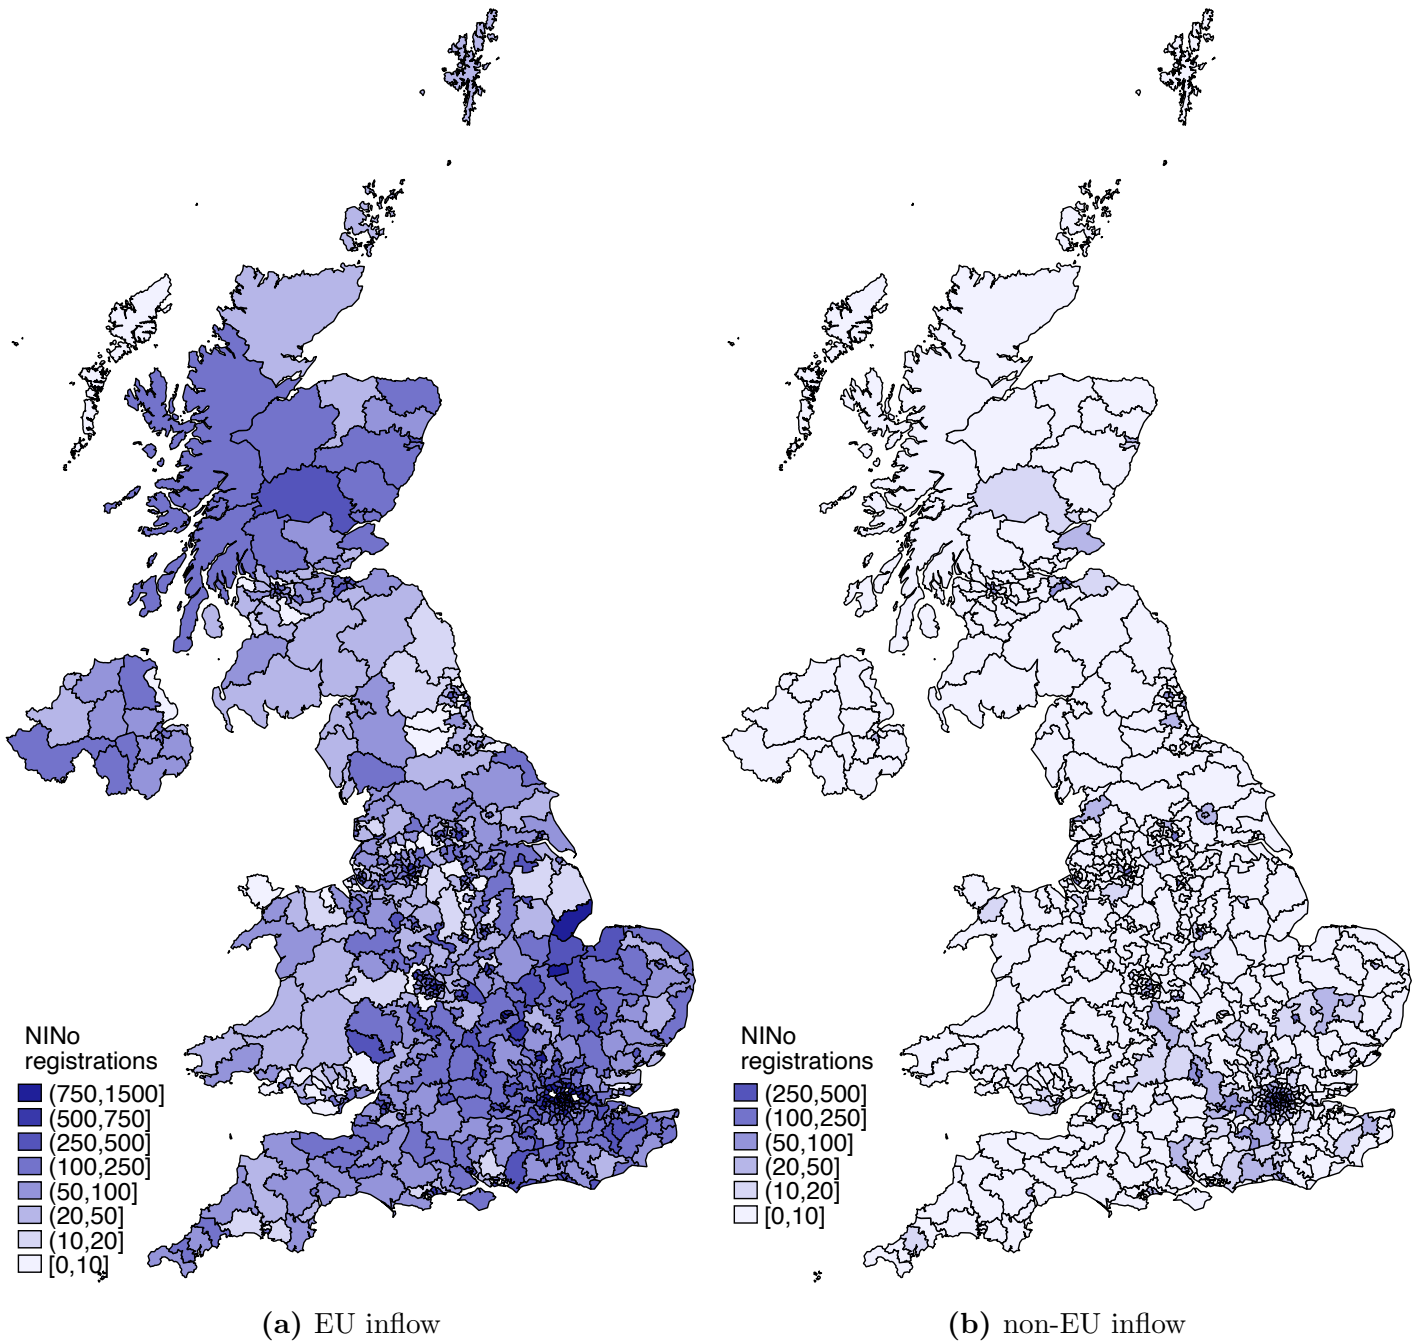 NINo
registrations
(750,1500]
(500,750]
(250,500]
(100,250]
(50,100]
(20,50]
(10,20]
[0,10]
(a) EU inflow
NINo
registrations
(250,500]
(100,250]
(50,100]
(20,50]
(10,20]
[0,10]
(b) non-EU inflow